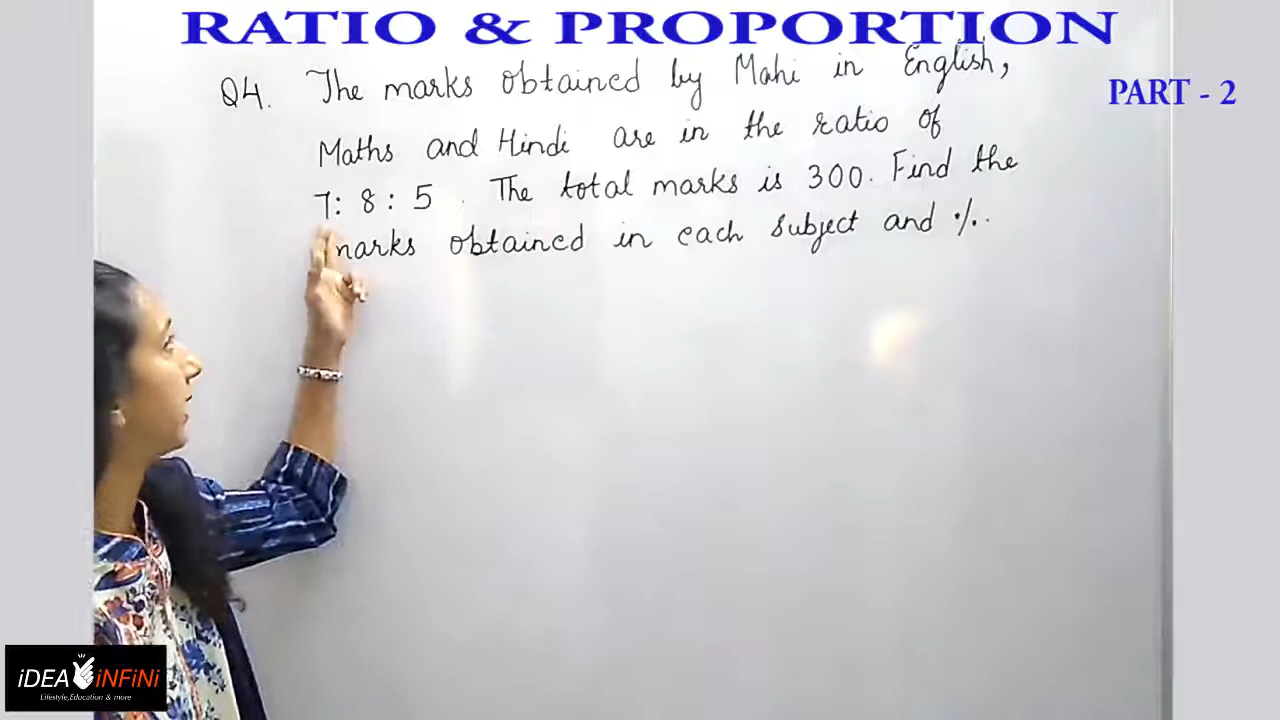 RATIO & PROPORTION
PART - 2
Q4. The marks obtained by Mahi in English,
Maths and Hindi are in the ratio of
7: 8 : 5 . The total marks is 300. Find the
marks obtained in each subject and %.
iDEA iNFiNi
Lifestyle,Education & more